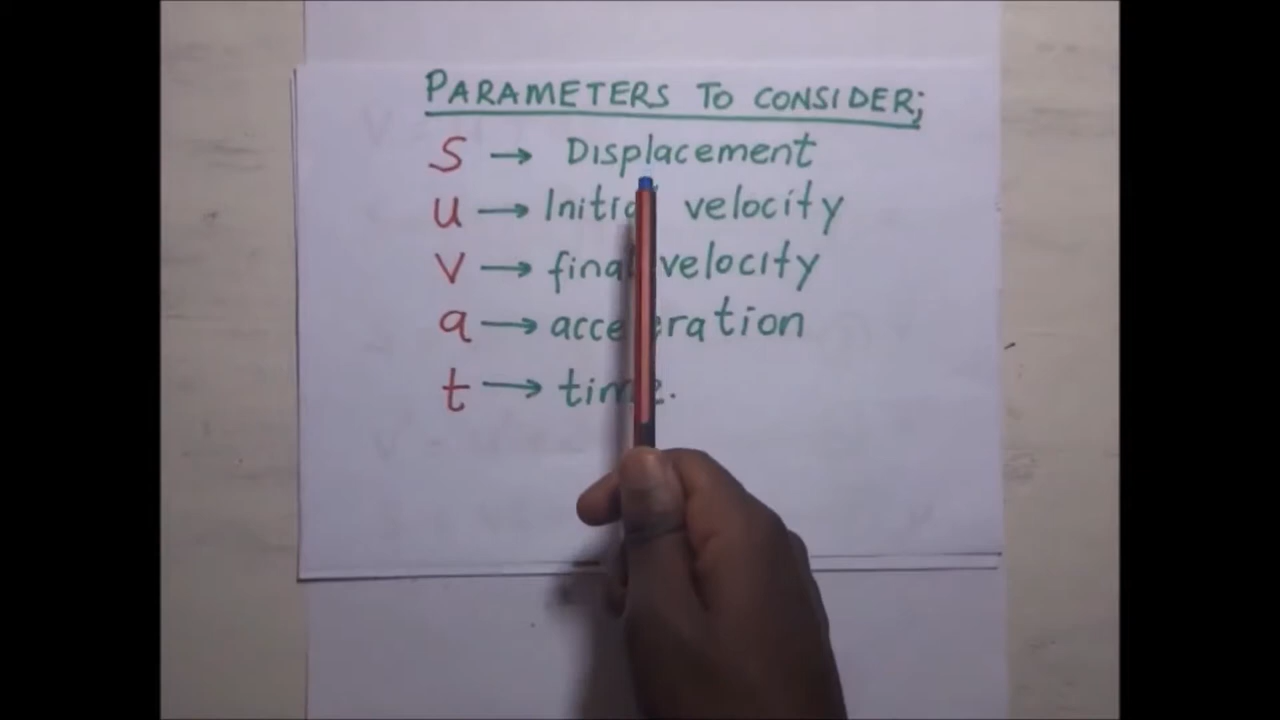 PARAMETERS TO CONSIDER;
S → Displacement
u → Initial velocity
v → final velocity
a → acceleration
t → time.